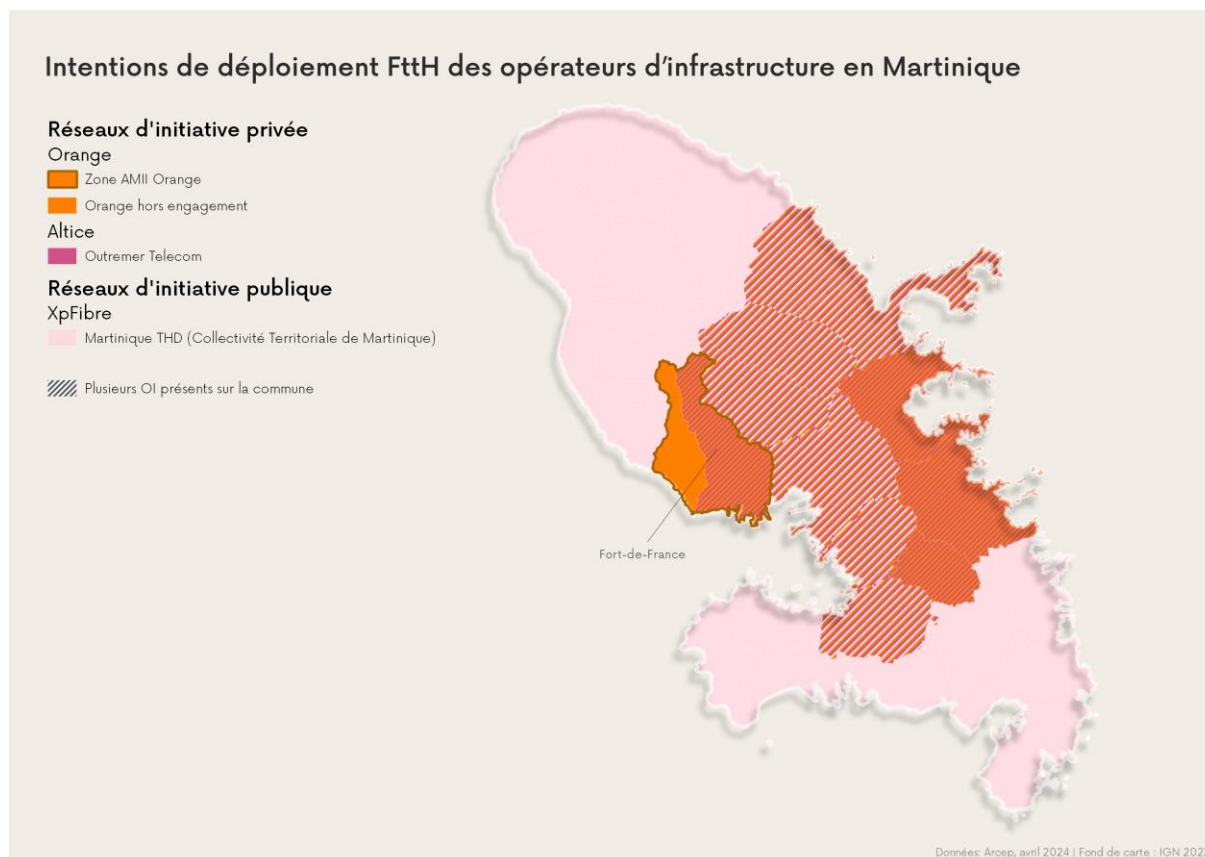 Intentions de déploiement FttH des opérateurs d'infrastructure en Martinique
Réseaux d'initiative privée
Orange
Zone AMII Orange
Orange hors engagement
Altice
Outremer Telecom
Réseaux d'initiative publique
XpFibre
Martinique THD (Collectivité Territoriale de Martinique)
Plusieurs OI présents sur la commune
Fort-de-France
Données: Arcep, avril 2024 | Fond de carte : IGN